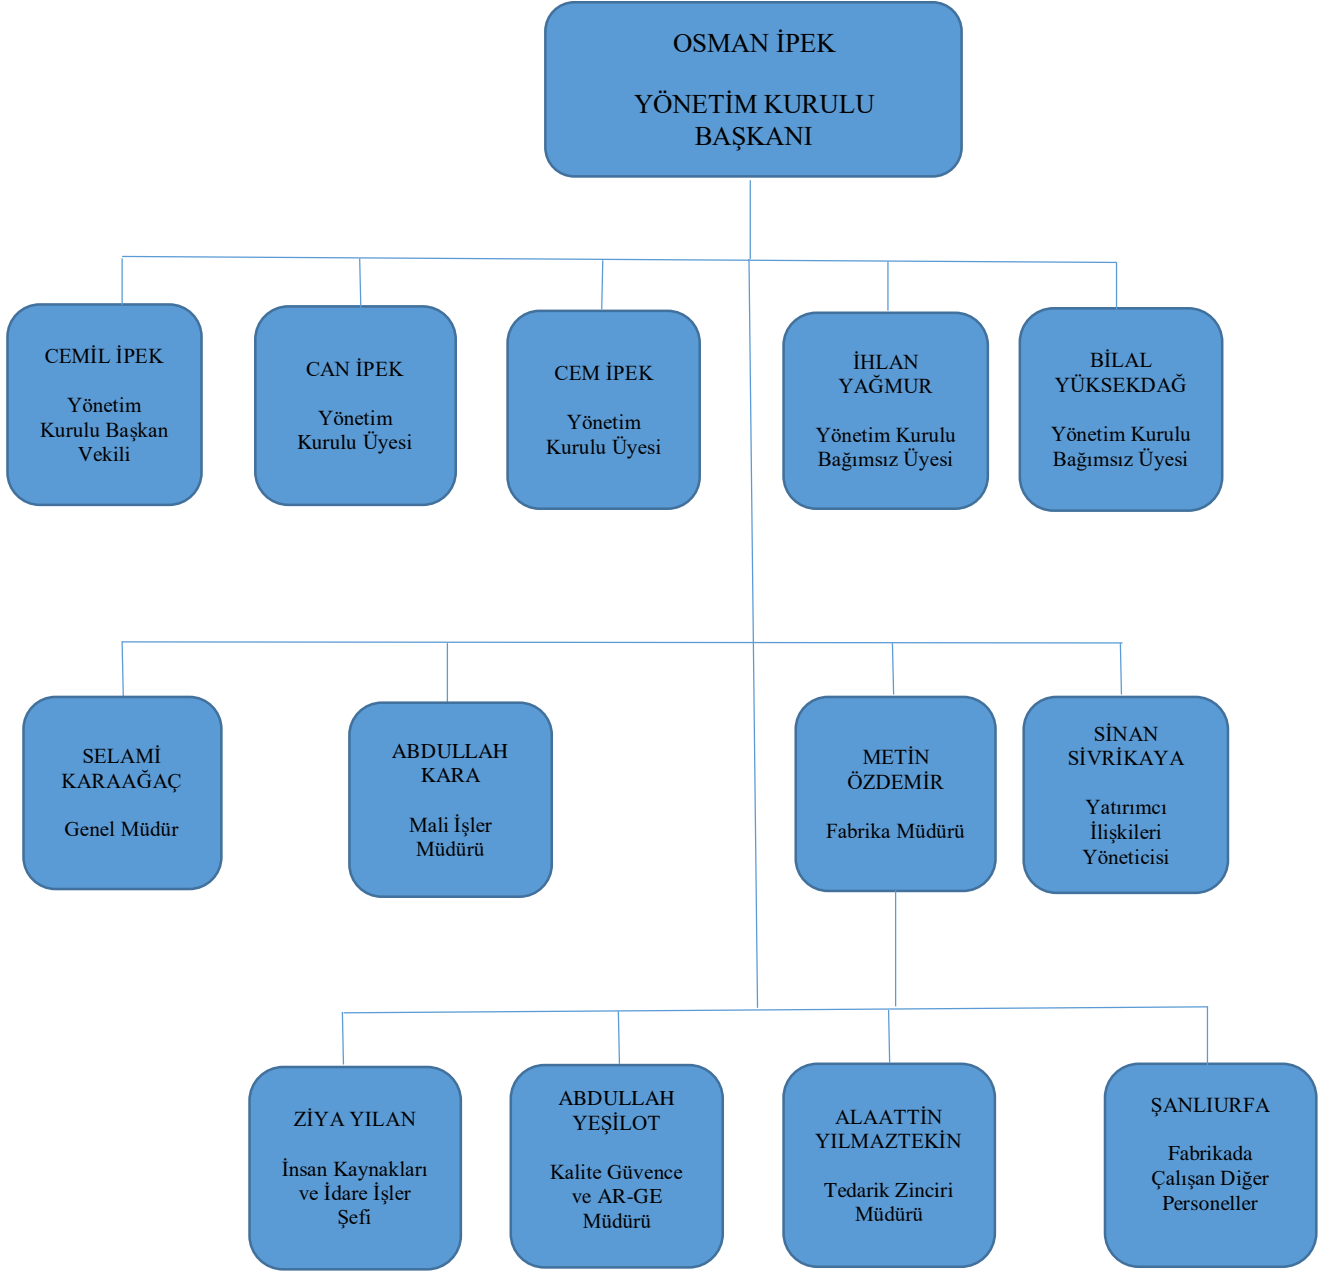 OSMAN İPEK
YÖNETİM KURULU
BAŞKANI
CEMİL İPEK
Yönetim
Kurulu Başkan
Vekili
CAN İPEK
Yönetim
Kurulu Üyesi
CEM İPEK
Yönetim
Kurulu Üyesi
İHLAN
YAĞMUR
Yönetim Kurulu
Bağımsız Üyesi
BİLAL
YÜKSEKDAĞ
Yönetim Kurulu
Bağımsız Üyesi
SELAMİ
KARAAĞAÇ
Genel Müdür
ABDULLAH
KARA
Mali İşler
Müdürü
METİN
ÖZDEMİR
Fabrika Müdürü
SİNAN
SİVRİKAYA
Yatırımcı
İlişkileri
Yöneticisi
ZİYA YILAN
İnsan Kaynakları
ve İdare İşler
Şefi
ABDULLAH
YEŞİLOT
Kalite Güvence
ve AR-GE
Müdürü
ALAATTİN
YILMAZTEKİN
Tedarik Zinciri
Müdürü
ŞANLIURFA
Fabrikada
Çalışan Diğer
Personeller